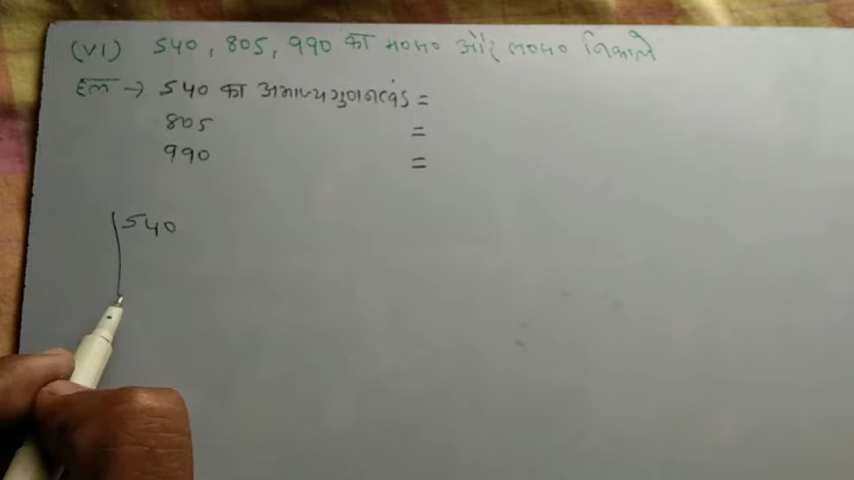 (VI) 540, 805, 990 का म०स० और ल०स० निकाले
हल → 540 का अभाज्य गुणनखंड =
805 =
990 =
540